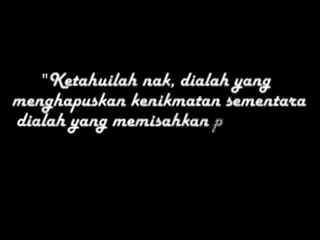 "Ketahuilah nak, dialah yang
menghapuskan kenikmatan sementara
dialah yang memisahkan p